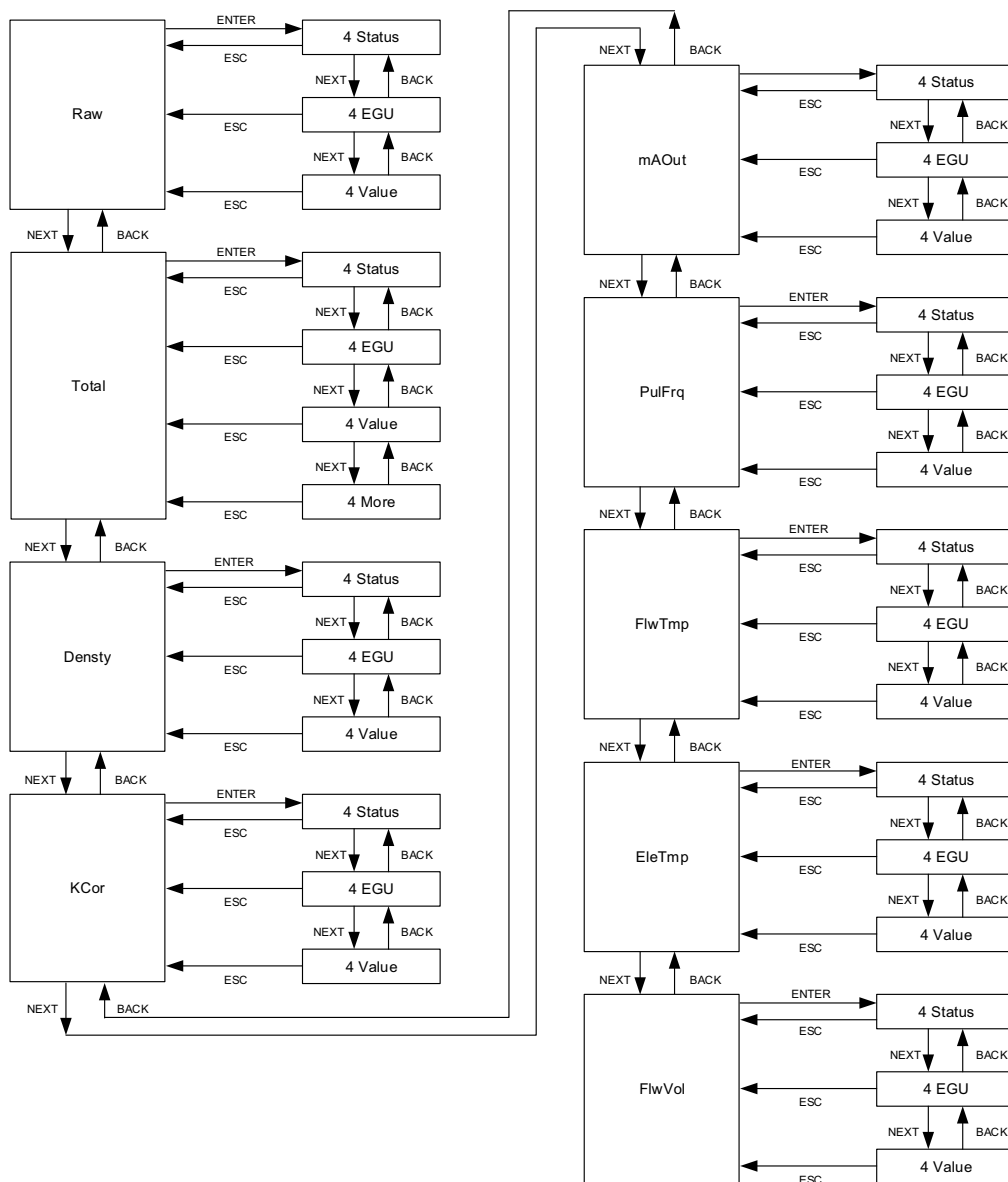 Raw
ENTER
4 Status
ESC
NEXT
BACK
4 EGU
ESC
NEXT
BACK
4 Value
ESC
NEXT
BACK
Total
ENTER
4 Status
ESC
NEXT
BACK
4 EGU
ESC
NEXT
BACK
4 Value
ESC
NEXT
BACK
4 More
ESC
NEXT
BACK
Densty
ENTER
4 Status
ESC
NEXT
BACK
4 EGU
ESC
NEXT
BACK
4 Value
ESC
NEXT
BACK
KCor
ENTER
4 Status
ESC
NEXT
BACK
4 EGU
ESC
NEXT
BACK
4 Value
ESC
NEXT
BACK
NEXT
BACK
mAOut
4 Status
ESC
NEXT
BACK
4 EGU
ESC
NEXT
BACK
4 Value
ESC
NEXT
BACK
PulFrq
ENTER
4 Status
ESC
NEXT
BACK
4 EGU
ESC
NEXT
BACK
4 Value
ESC
NEXT
BACK
FlwTmp
ENTER
4 Status
ESC
NEXT
BACK
4 EGU
ESC
NEXT
BACK
4 Value
ESC
NEXT
BACK
EleTmp
ENTER
4 Status
ESC
NEXT
BACK
4 EGU
ESC
NEXT
BACK
4 Value
ESC
NEXT
BACK
FlwVol
ENTER
4 Status
ESC
NEXT
BACK
4 EGU
ESC
NEXT
BACK
4 Value
ESC